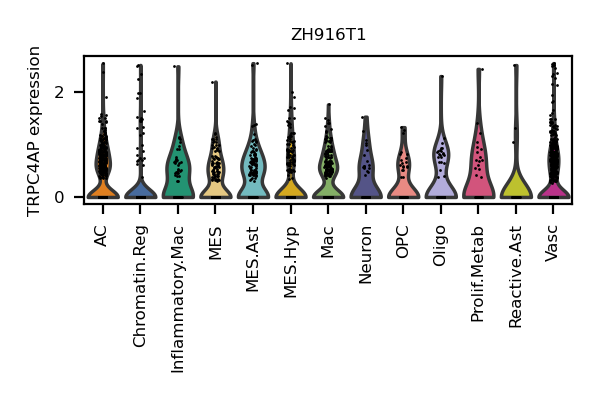 ZH916T1
TRPC4AP expression
2
0
AC
Chromatin.Reg
Inflammatory.Mac
MES
MES.Ast
MES.Hyp
Mac
Neuron
OPC
Oligo
Prolif.Metab
Reactive.Ast
Vasc